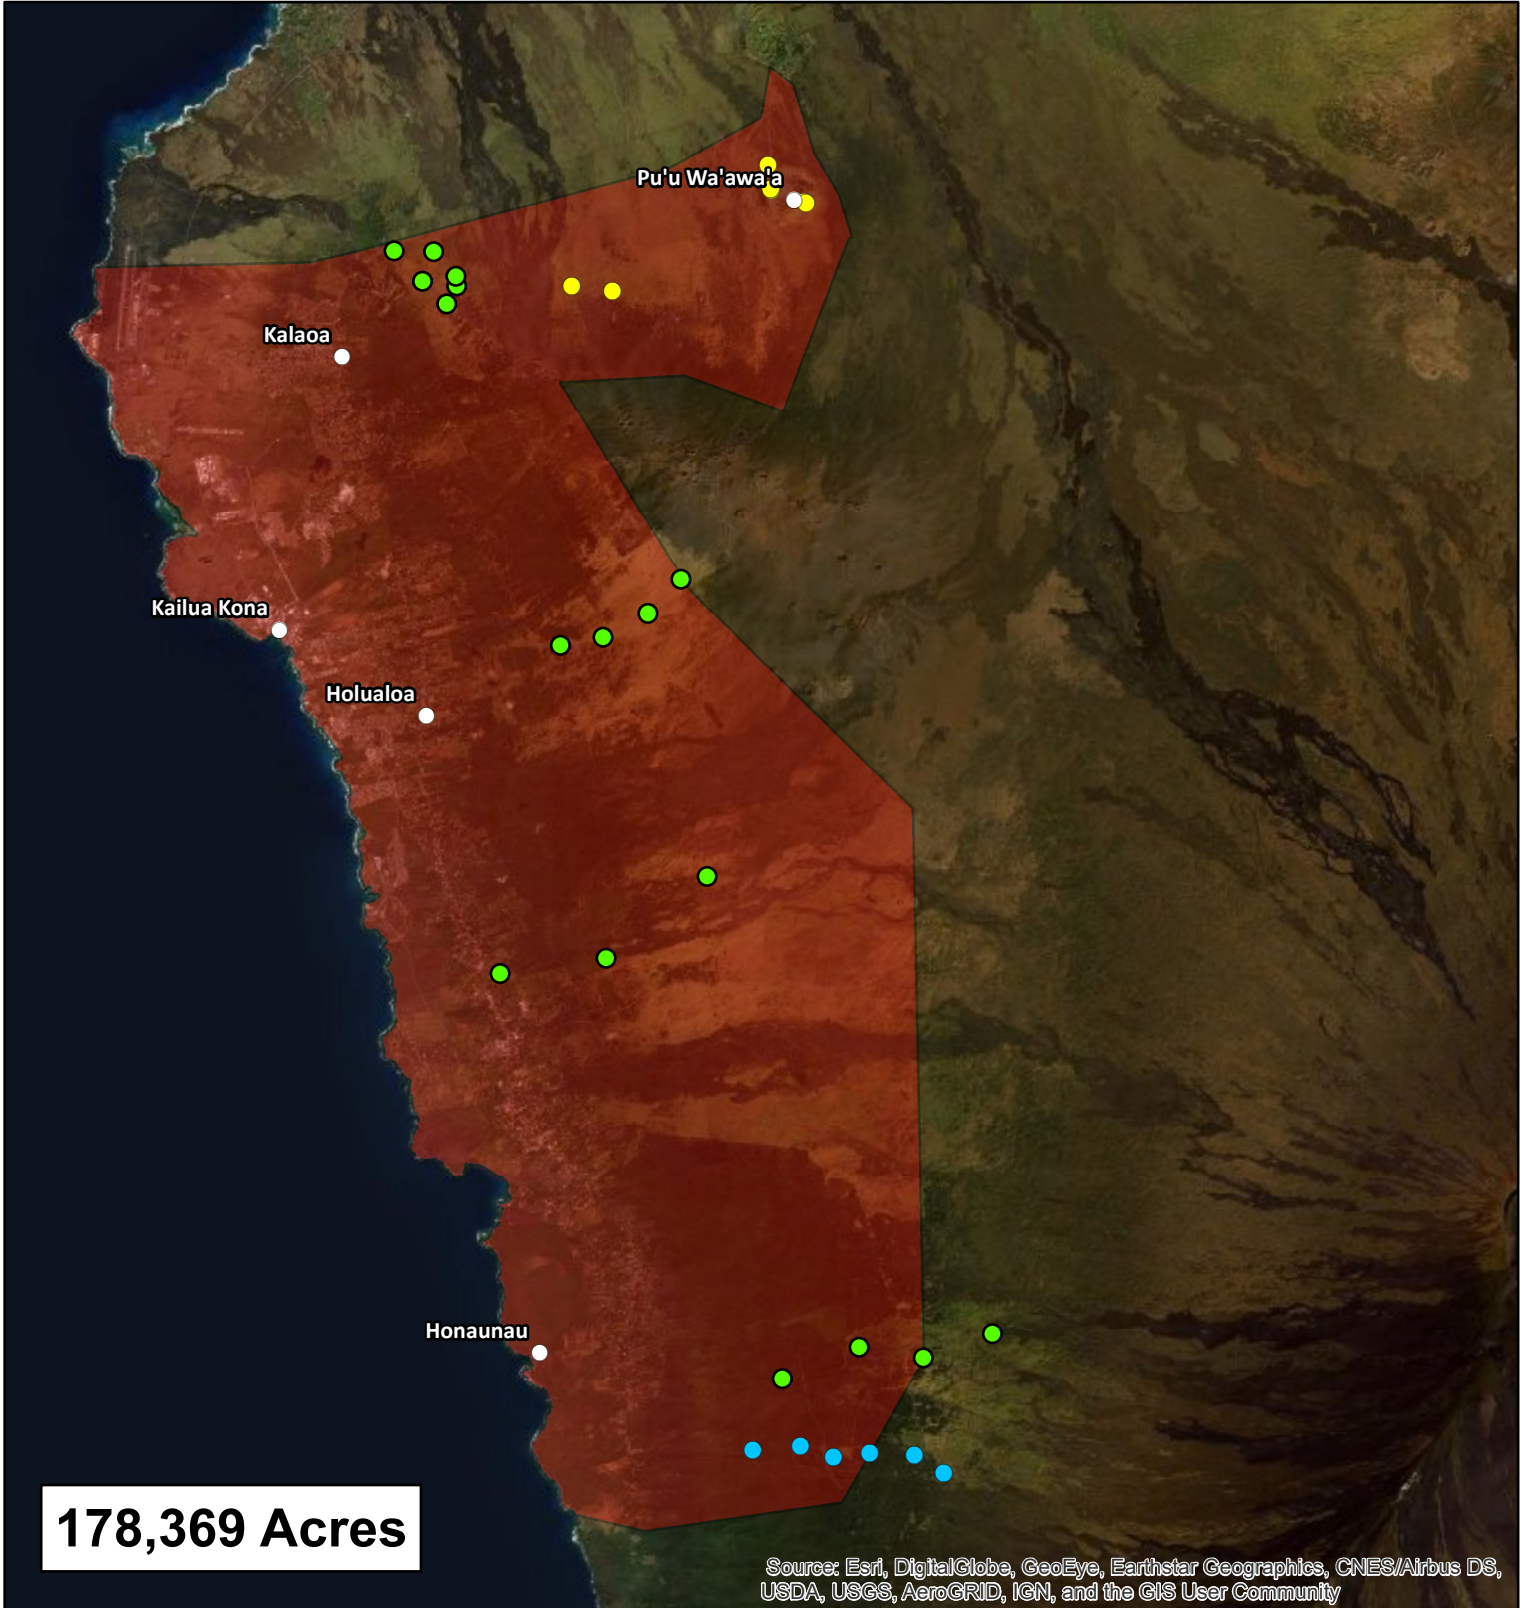 Pu'u Wa'awa'a
Kalaoa
Kailua Kona
Holualoa
Honaunau
178,369 Acres
Source: Esri, DigitalGlobe, GeoEye, Earthstar Geographics, CNES/Airbus DS,
USDA, USGS, AeroGRID, IGN, and the GIS User Community